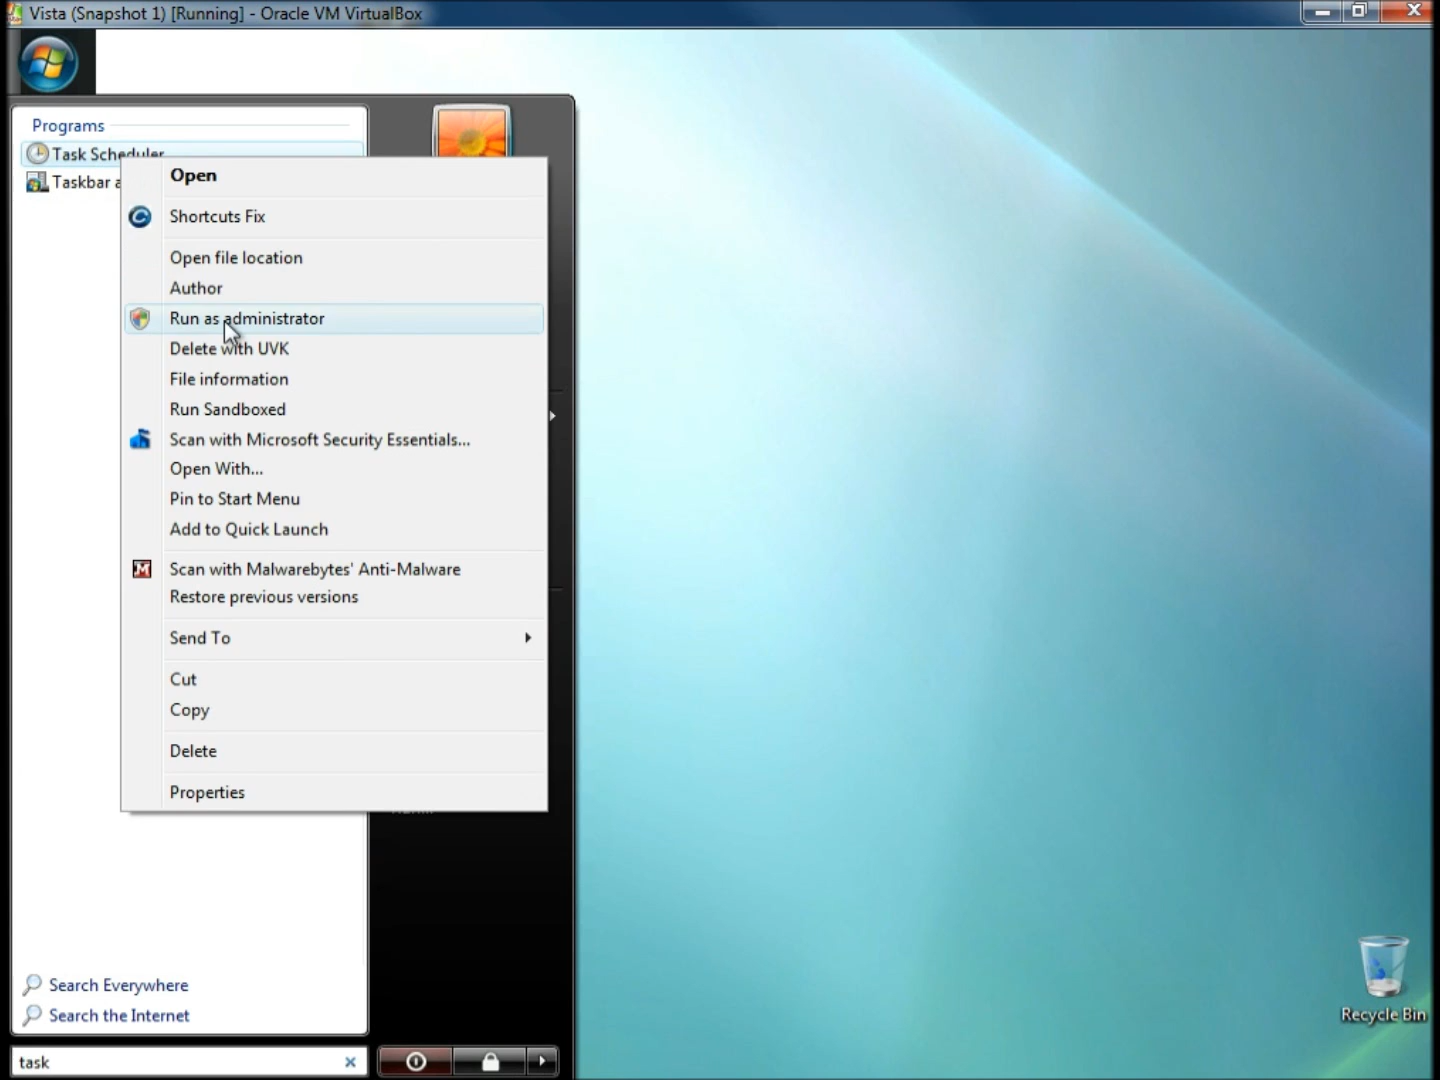 Vista (Snapshot 1) [Running] - Oracle VM VirtualBox
Programs
Task Scheduler
Taskbar a
Open
Shortcuts Fix
Open file location
Author
Run as administrator
Delete with UVK
File information
Run Sandboxed
Scan with Microsoft Security Essentials...
Open With...
Pin to Start Menu
Add to Quick Launch
Scan with Malwarebytes' Anti-Malware
Restore previous versions
Send To
Cut
Copy
Delete
Properties
Search Everywhere
Search the Internet
task
Recycle Bin